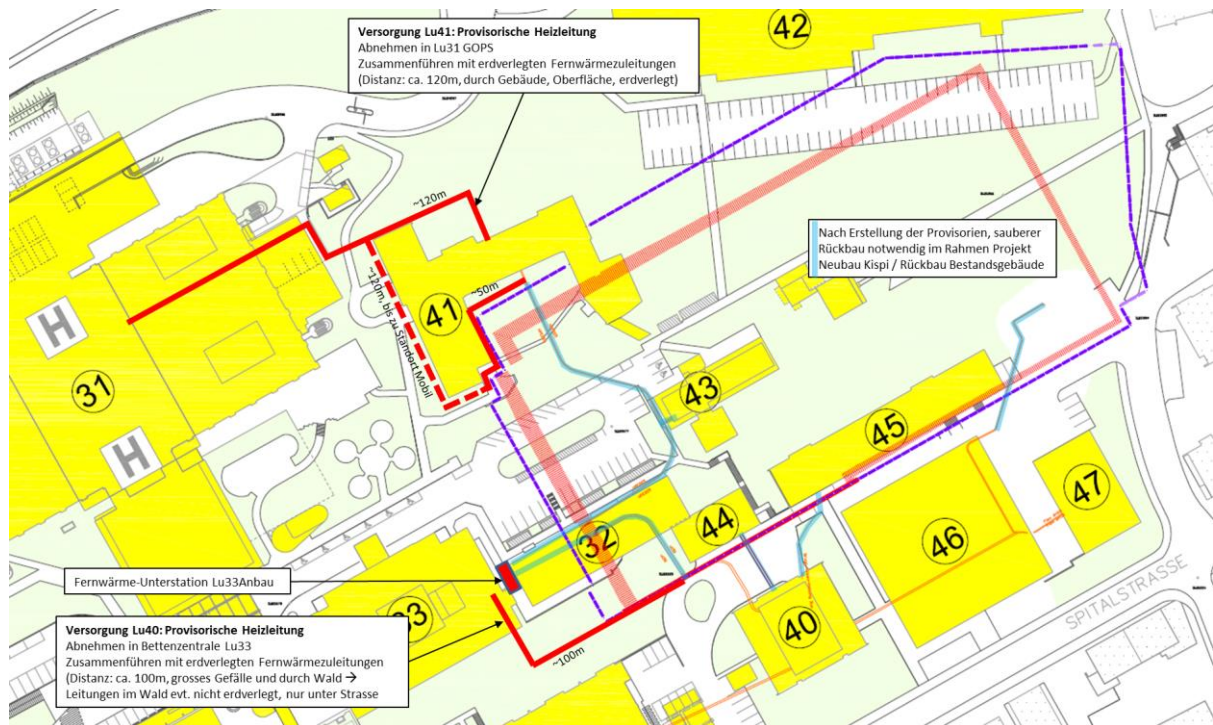 42
Versorgung Lu41: Provisorische Heizleitung
Abnehmen in Lu31 GOPS
Zusammenführen mit erdverlegten Fernwärmezuleitungen
(Distanz: ca. 120m, durch Gebäude, Oberfläche, erdverlegt)
~120m
Nach Erstellung der Provisorien, sauberer
Rückbau notwendig im Rahmen Projekt
Neubau Kispi / Rückbau Bestandsgebäude
~120m, bis zu Standort Mobil
~50m
41
H
31
43
H
45
47
44
32
46
Fernwärme-Unterstation Lu33Anbau
33
40
SPITALSTRASSE
Versorgung Lu40: Provisorische Heizleitung
Abnehmen in Bettenzentrale Lu33
Zusammenführen mit erdverlegten Fernwärmezuleitungen
(Distanz: ca. 100m, grosses Gefälle und durch Wald →
Leitungen im Wald evt. nicht erdverlegt, nur unter Strasse
~100m